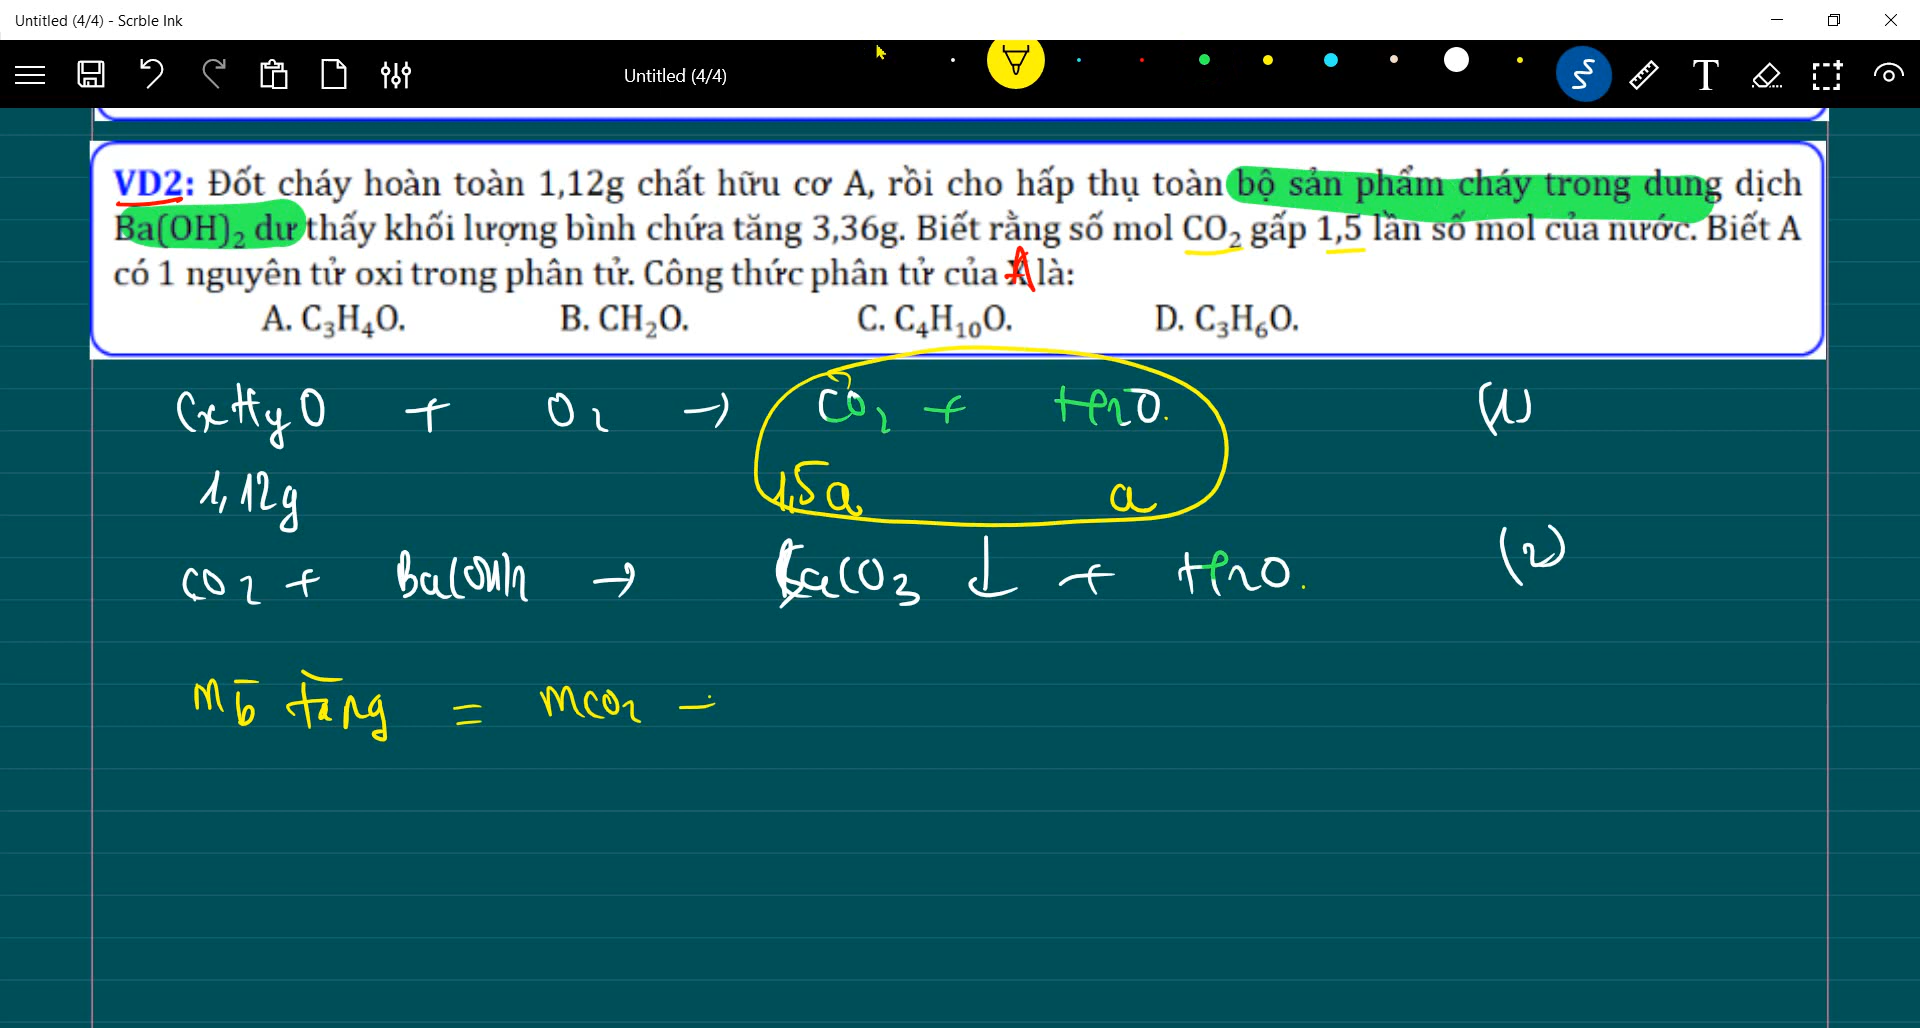 Untitled (4/4) - Scrble Ink
Untitled (4/4)
T
VD2: Đốt cháy hoàn toàn 1,12g chất hữu cơ A, rồi cho hấp thụ toàn bộ sản phẩm cháy trong dung dịch
Ba(OH)₂ dư thấy khối lượng bình chứa tăng 3,36g. Biết rằng số mol CO₂ gấp 1,5 lần số mol của nước. Biết A
có 1 nguyên tử oxi trong phân tử. Công thức phân tử của A là:
A. C₃H₄O. B. CH₂O. C. C₄H₁₀O. D. C₃H₆O.
CxHyO + O₂ → CO₂ + H₂O. (1)
1,12g 1,5a a
CO₂ + Ba(OH)₂ → BaCO₃ ↓ + H₂O. (2)
m b tăng = mCO₂ -